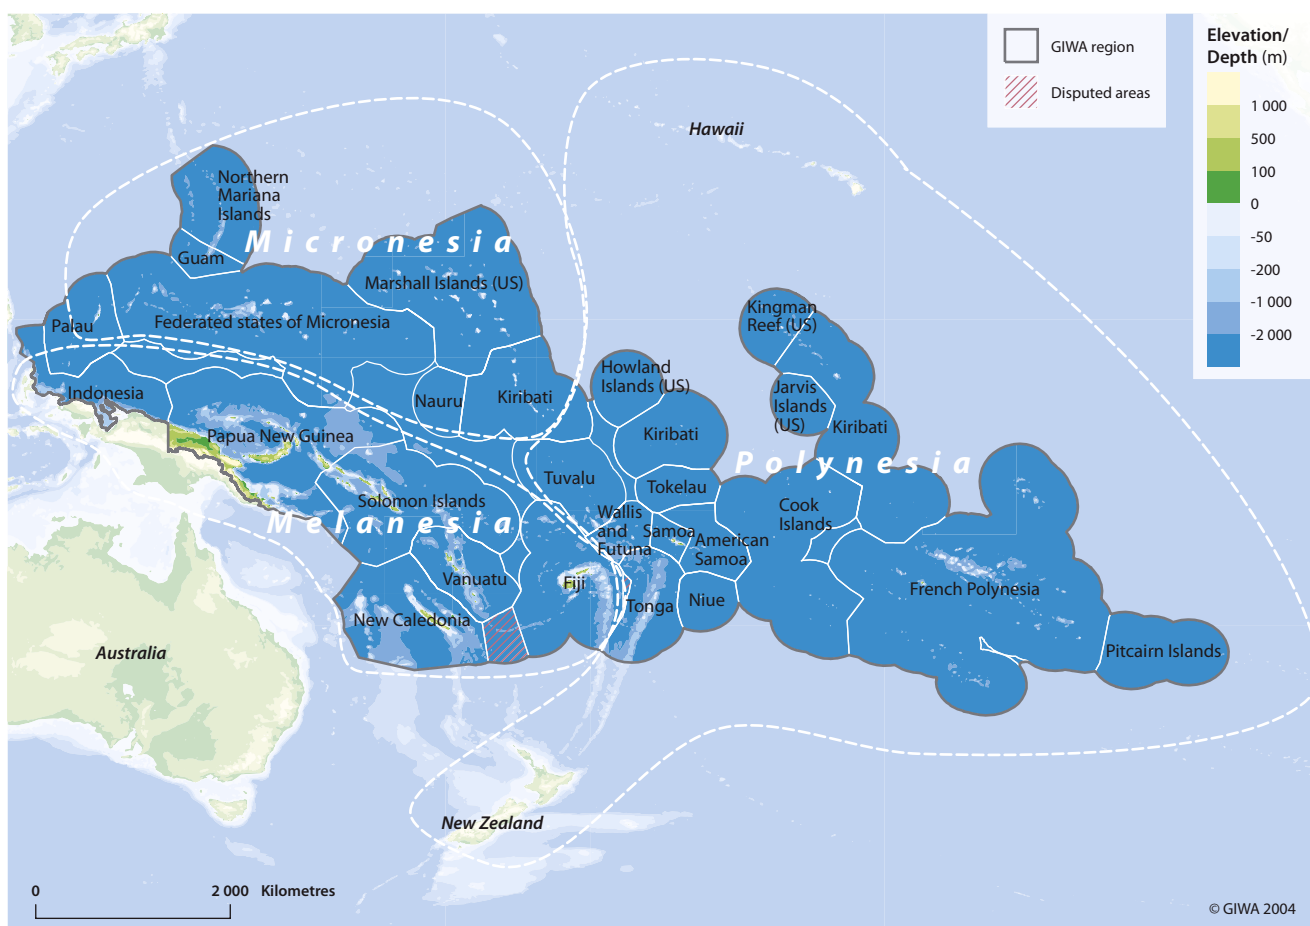 GIWA region
Disputed areas
Elevation/
Depth (m)
1 000
500
100
0
-50
-200
-1 000
-2 000
Hawaii
Northern
Mariana
Islands
Micronesia
Guam
Marshall Islands (US)
Palau
Federated states of Micronesia
Kingman
Reef (US)
Howland
Islands (US)
Indonesia
Nauru
Kiribati
Jarvis
Islands
(US)
Kiribati
Papua New Guinea
Kiribati
Polynesia
Tuvalu
Tokelau
Solomon Islands
Cook
Islands
Melanesia
Wallis
and
Futuna
Samoa
American
Samoa
Vanuatu
Fiji
French Polynesia
Tonga
Niue
New Caledonia
Australia
Pitcairn Islands
New Zealand
0
2 000 Kilometres
© GIWA 2004